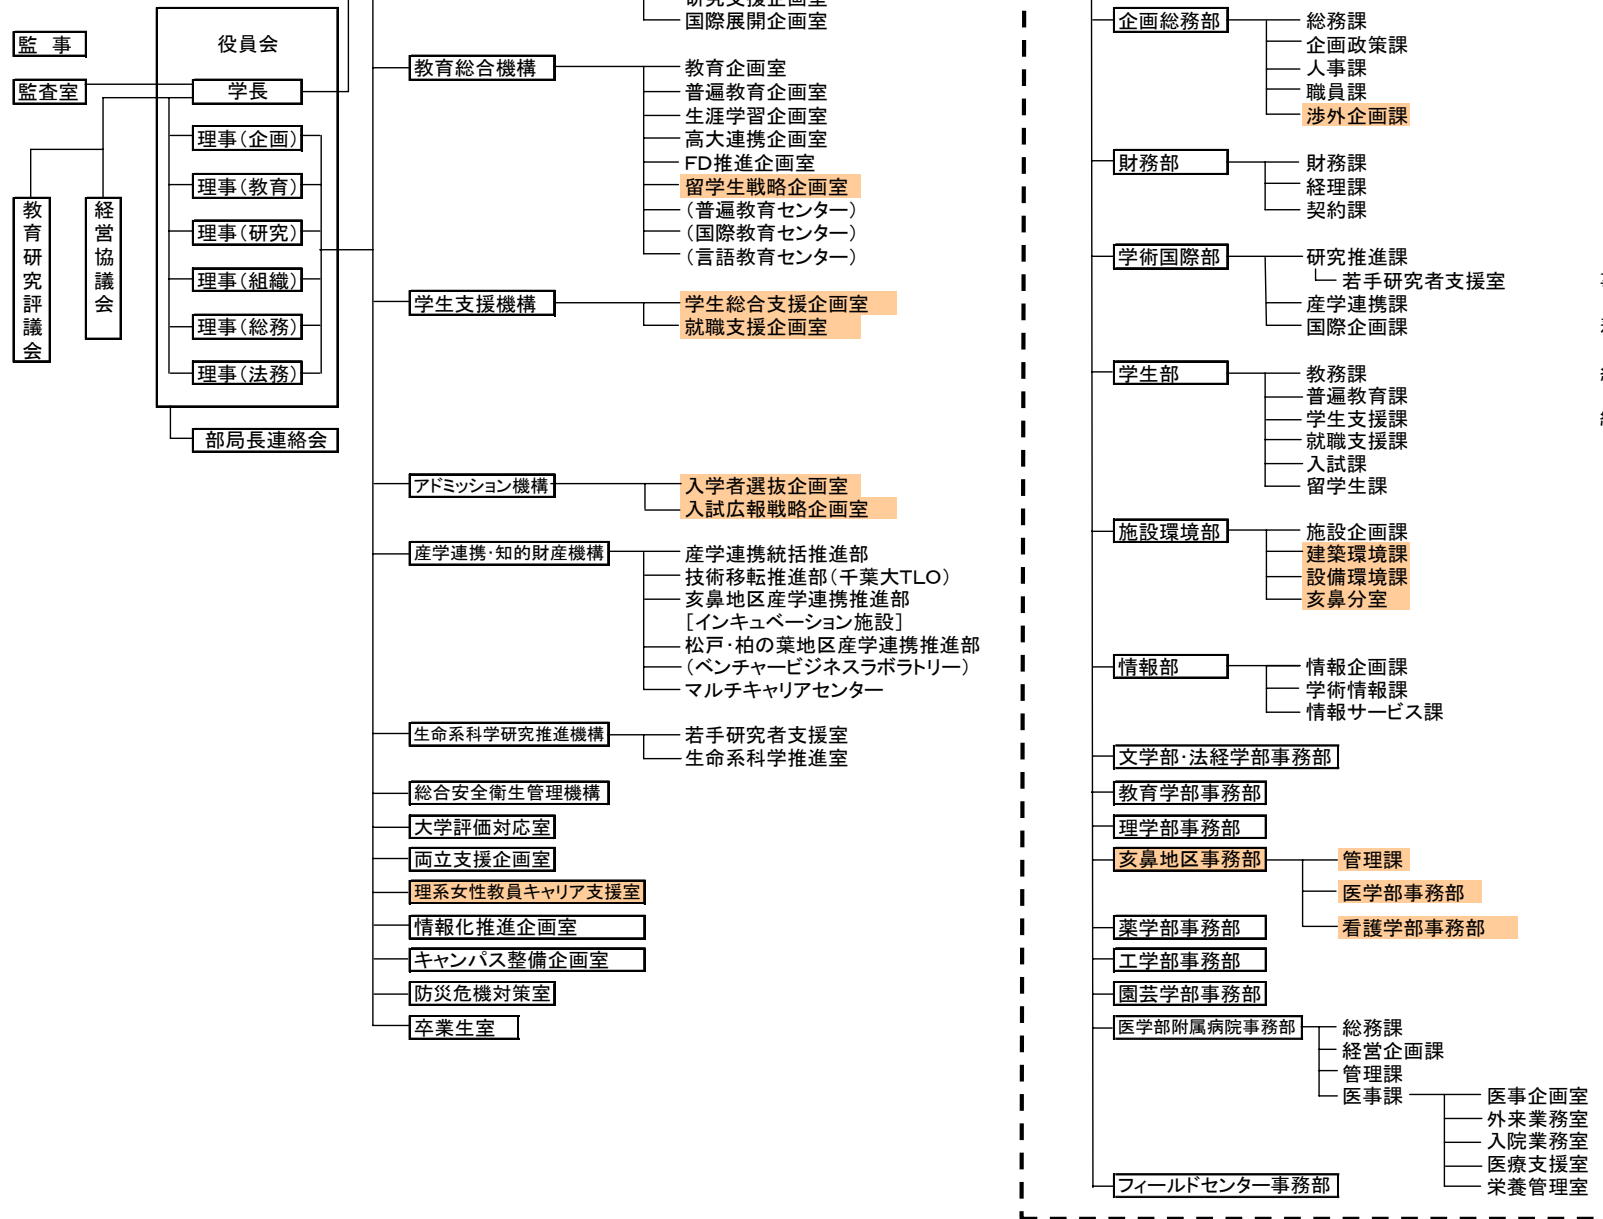 監　事
監査室
役員会
学長
理事(企画)
理事(教育)
理事(研究)
理事(組織)
理事(総務)
理事(法務)
教育研究評議会
経営協議会
部局長連絡会
国際展開企画室
教育総合機構
教育企画室
普遍教育企画室
生涯学習企画室
高大連携企画室
FD推進企画室
留学生戦略企画室
(普遍教育センター)
(国際教育センター)
(言語教育センター)
学生支援機構
学生総合支援企画室
就職支援企画室
アドミッション機構
入学者選抜企画室
入試広報戦略企画室
産学連携・知的財産機構
産学連携統括推進部
技術移転推進部(千葉大TLO)
亥鼻地区産学連携推進部
[インキュベーション施設]
松戸・柏の葉地区産学連携推進部
(ベンチャービジネスラボラトリー)
マルチキャリアセンター
生命系科学研究推進機構
若手研究者支援室
生命系科学推進室
総合安全衛生管理機構
大学評価対応室
両立支援企画室
理系女性教員キャリア支援室
情報化推進企画室
キャンパス整備企画室
防災危機対策室
卒業生室
企画総務部
総務課
企画政策課
人事課
職員課
渉外企画課
財務部
財務課
経理課
契約課
学術国際部
研究推進課
若手研究者支援室
産学連携課
国際企画課
学生部
教務課
普遍教育課
学生支援課
就職支援課
入試課
留学生課
施設環境部
施設企画課
建築環境課
設備環境課
亥鼻分室
情報部
情報企画課
学術情報課
情報サービス課
文学部・法経学部事務部
教育学部事務部
理学部事務部
亥鼻地区事務部
管理課
医学部事務部
看護学部事務部
薬学部事務部
工学部事務部
園芸学部事務部
医学部附属病院事務部
総務課
経営企画課
管理課
医事課
医事企画室
外来業務室
入院業務室
医療支援室
栄養管理室
フィールドセンター事務部